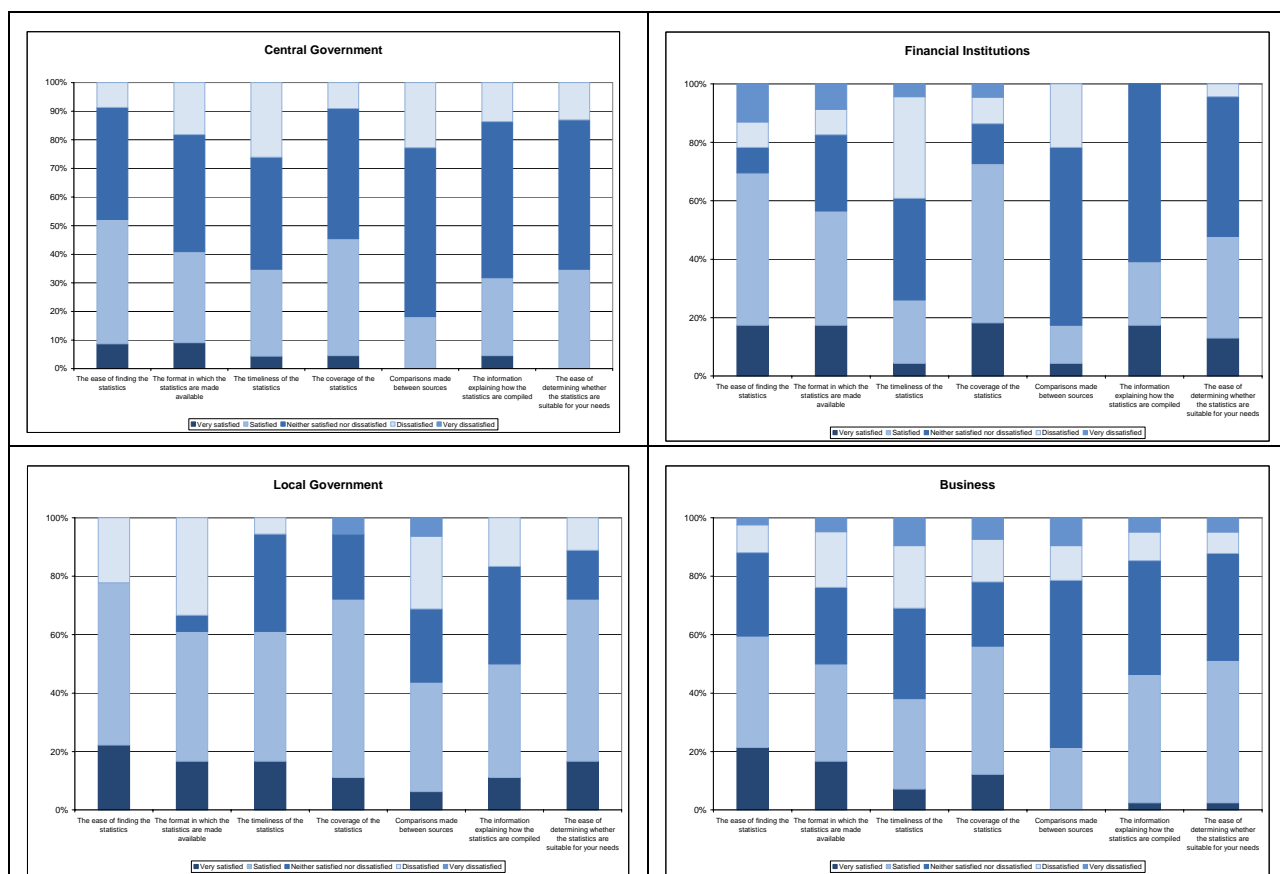 Central Government
100%
90%
80%
70%
60%
50%
40%
30%
20%
10%
0%
The ease of finding the
statistics
The format in which the
statistics are made
available
The timeliness of the
statistics
The coverage of the
statistics
Comparisons made
between sources
The information
explaining how the
statistics are compiled
The ease of
determining whether
the statistics are
suitable for your needs
Very satisfied Satisfied Neither satisfied nor dissatisfied Dissatisfied Very dissatisfied
Financial Institutions
100%
80%
60%
40%
20%
0%
The ease of finding the
statistics
The format in which the
statistics are made
available
The timeliness of the
statistics
The coverage of the
statistics
Comparisons made
between sources
The information
explaining how the
statistics are compiled
The ease of
determining whether
the statistics are
suitable for your needs
Very satisfied Satisfied Neither satisfied nor dissatisfied Dissatisfied Very dissatisfied
Local Government
100%
80%
60%
40%
20%
0%
The ease of finding the
statistics
The format in which the
statistics are made
available
The timeliness of the
statistics
The coverage of the
statistics
Comparisons made
between sources
The information
explaining how the
statistics are compiled
The ease of
determining whether
the statistics are
suitable for your needs
Very satisfied Satisfied Neither satisfied nor dissatisfied Dissatisfied Very dissatisfied
Business
100%
80%
60%
40%
20%
0%
The ease of finding the
statistics
The format in which the
statistics are made
available
The timeliness of the
statistics
The coverage of the
statistics
Comparisons made
between sources
The information
explaining how the
statistics are compiled
The ease of
determining whether
the statistics are
suitable for your needs
Very satisfied Satisfied Neither satisfied nor dissatisfied Dissatisfied Very dissatisfied